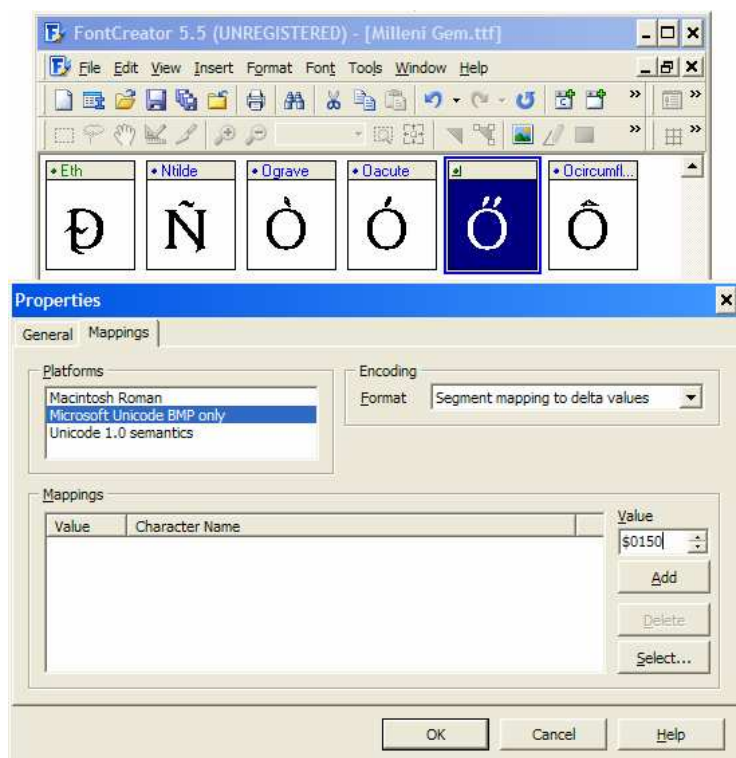 FontCreator 5.5 (UNREGISTERED) - [Milleni Gem.ttf]
File Edit View Insert Format Font Tools Window Help
Eth Ntilde Ograve Oacute Ocircumfl...
Đ Ñ Ò Ó Ő Ô
Properties
General Mappings
Platforms
Macintosh Roman
Microsoft Unicode BMP only
Unicode 1.0 semantics
Encoding
Format Segment mapping to delta values
Mappings
Value Character Name
Value
$0150
Add
Delete
Select...
OK Cancel Help